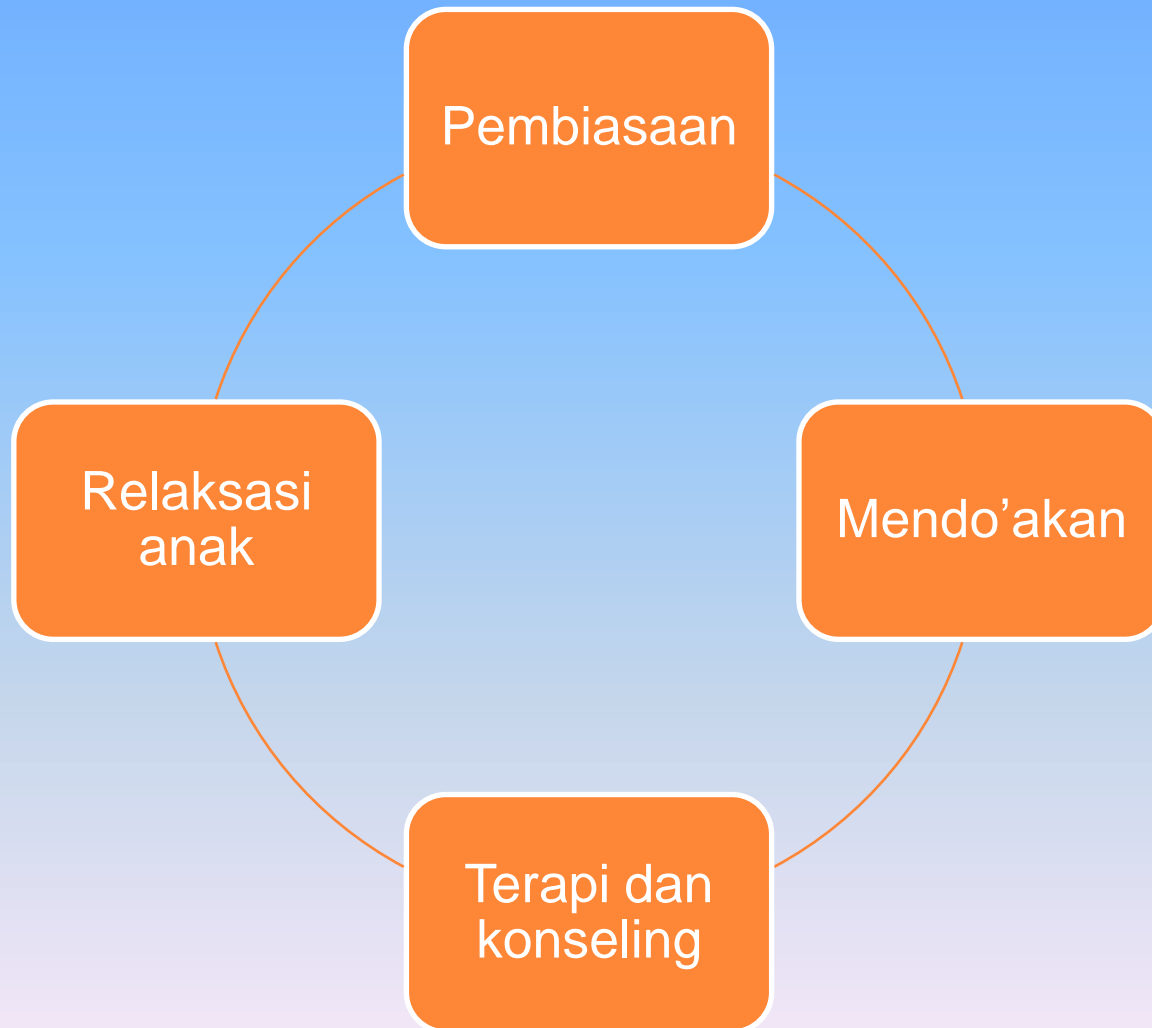 Pembiasaan
Relaksasi
anak
Mendo’akan
Terapi dan
konseling